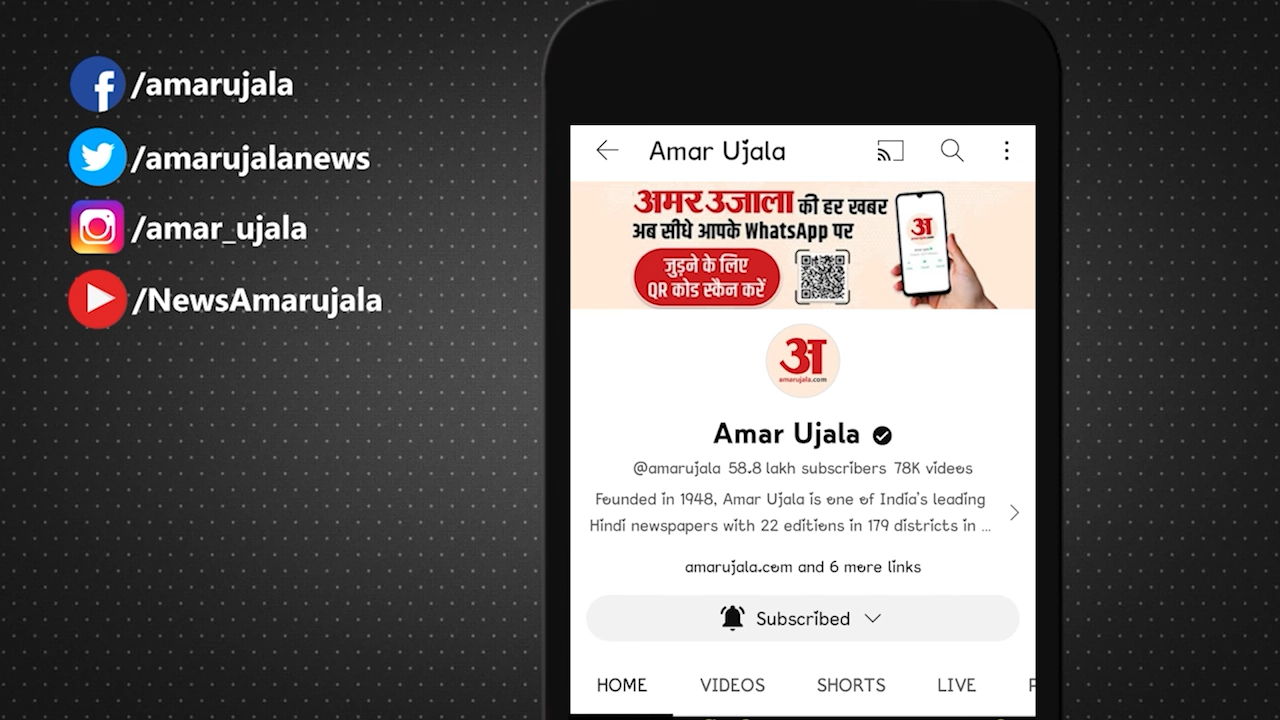 /amarujala
/amarujalanews
/amar_ujala
/NewsAmarujala
Amar Ujala
अमर उजाला की हर खबर
अब सीधे आपके WhatsApp पर
जुड़ने के लिए
QR कोड स्कैन करें
अ
अ
amarujala.com
Amar Ujala
@amarujala 58.8 lakh subscribers 78K videos
Founded in 1948, Amar Ujala is one of India's leading
Hindi newspapers with 22 editions in 179 districts in ...
amarujala.com and 6 more links
Subscribed
HOME VIDEOS SHORTS LIVE